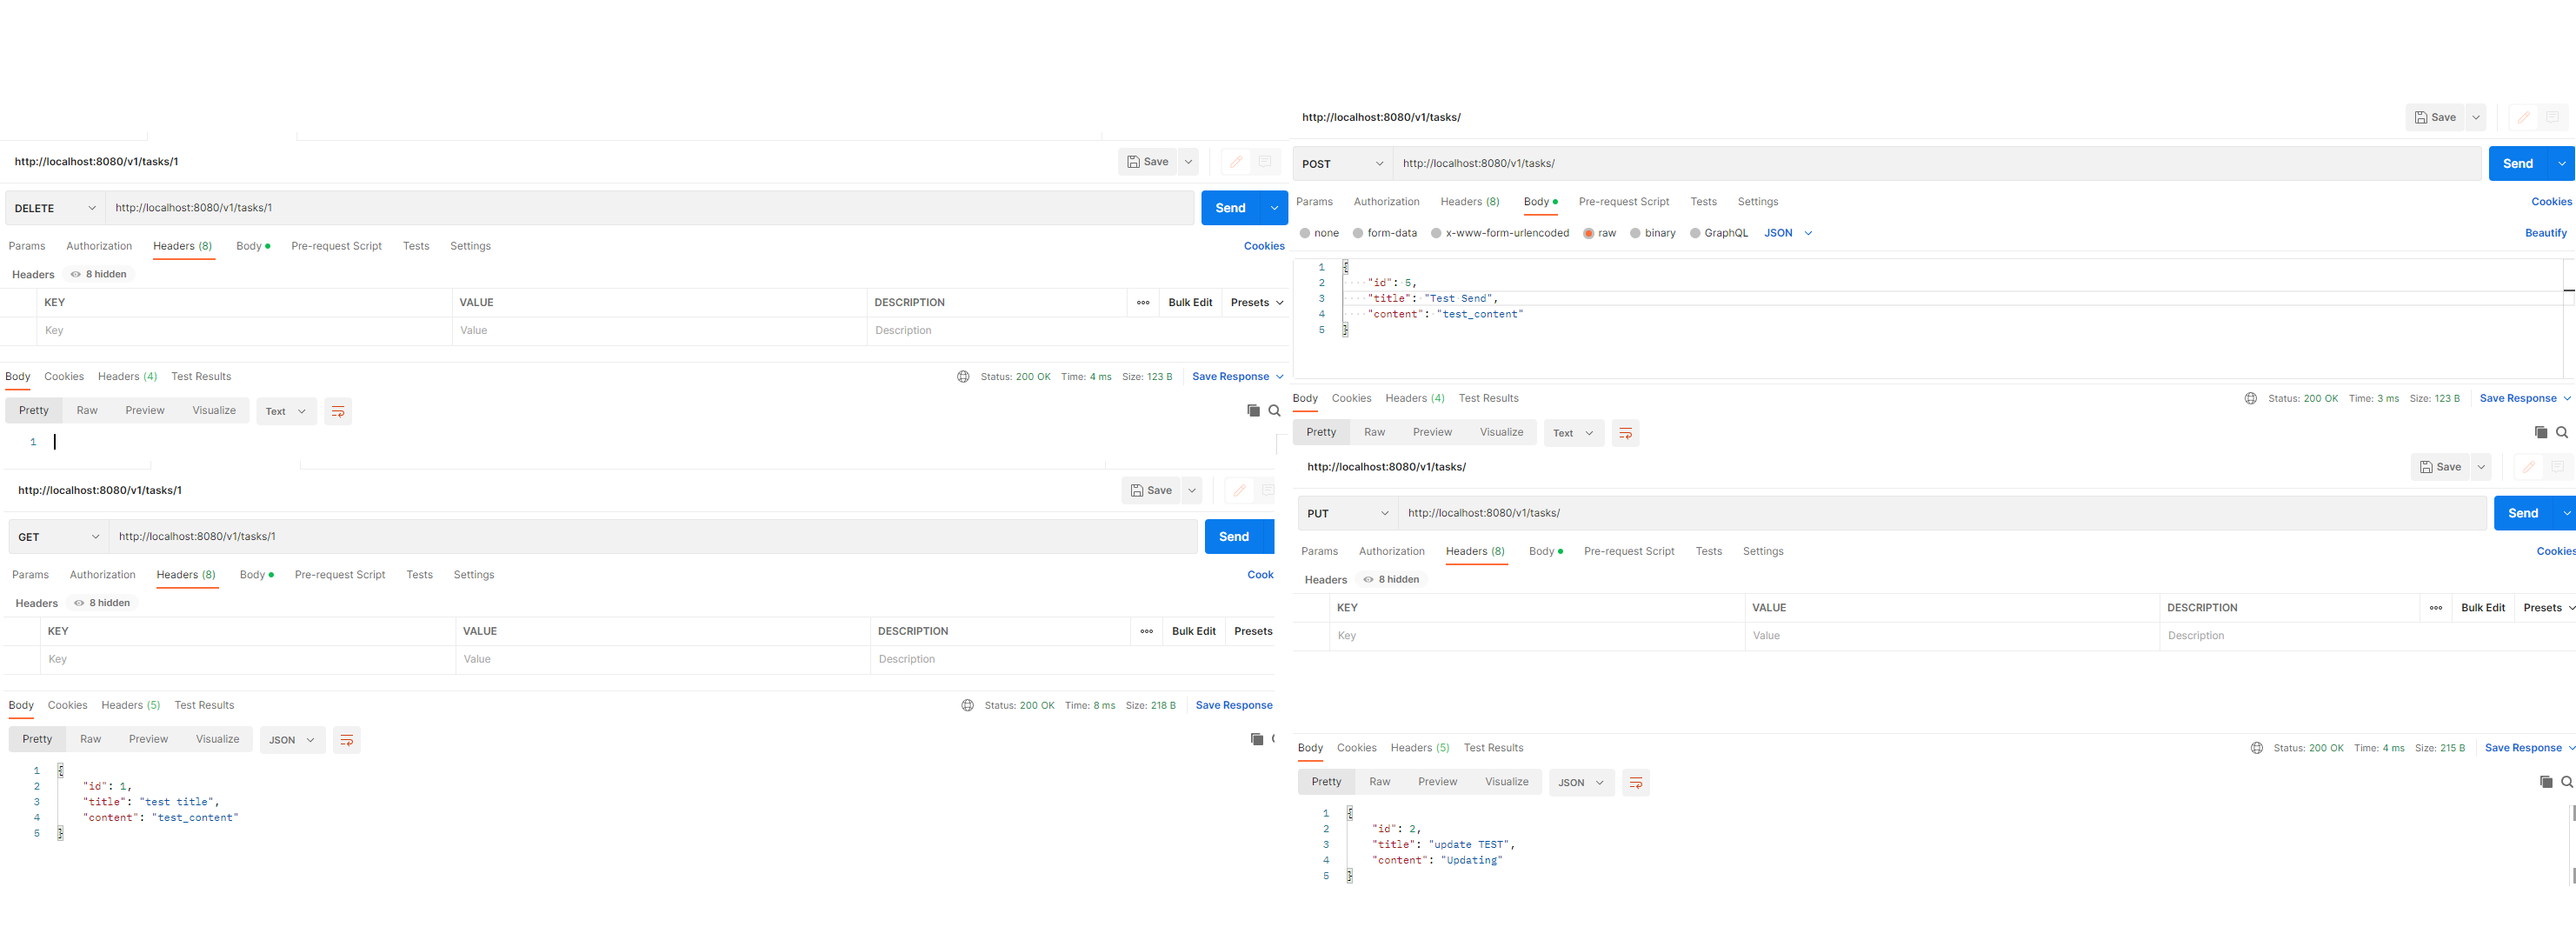 http://localhost:8080/v1/tasks/1
Save
DELETE http://localhost:8080/v1/tasks/1 Send
Params Authorization Headers (8) Body Pre-request Script Tests Settings Cookies
Headers 8 hidden
KEY VALUE DESCRIPTION ooo Bulk Edit Presets
Key Value Description
Body Cookies Headers (4) Test Results Status: 200 OK Time: 4 ms Size: 123 B Save Response
Pretty Raw Preview Visualize Text
1
http://localhost:8080/v1/tasks/1 Save
GET http://localhost:8080/v1/tasks/1 Send
Params Authorization Headers (8) Body Pre-request Script Tests Settings Cook
Headers 8 hidden
KEY VALUE DESCRIPTION ooo Bulk Edit Presets
Key Value Description
Body Cookies Headers (5) Test Results Status: 200 OK Time: 8 ms Size: 218 B Save Response
Pretty Raw Preview Visualize JSON
1 {
2 "id": 1,
3 "title": "test title",
4 "content": "test_content"
5 }
http://localhost:8080/v1/tasks/ Save
POST http://localhost:8080/v1/tasks/ Send
Params Authorization Headers (8) Body Pre-request Script Tests Settings Cookies
none form-data x-www-form-urlencoded raw binary GraphQL JSON Beautify
1 {
2 "id": 5,
3 "title": "Test Send",
4 "content": "test_content"
5 }
Body Cookies Headers (4) Test Results Status: 200 OK Time: 3 ms Size: 123 B Save Response
Pretty Raw Preview Visualize Text
http://localhost:8080/v1/tasks/ Save
PUT http://localhost:8080/v1/tasks/ Send
Params Authorization Headers (8) Body Pre-request Script Tests Settings Cookies
Headers 8 hidden
KEY VALUE DESCRIPTION ooo Bulk Edit Presets
Key Value Description
Body Cookies Headers (5) Test Results Status: 200 OK Time: 4 ms Size: 215 B Save Response
Pretty Raw Preview Visualize JSON
1 {
2 "id": 2,
3 "title": "update TEST",
4 "content": "Updating"
5 }